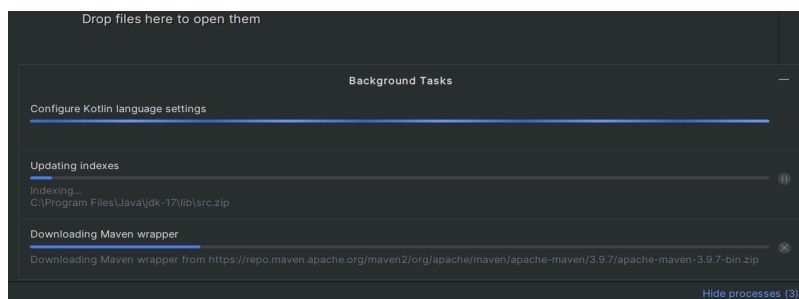 Drop files here to open them
Background Tasks
Configure Kotlin language settings
Updating indexes
Indexing...
C:\Program Files\Java\jdk-17\lib\src.zip
Downloading Maven wrapper
Downloading Maven wrapper from https://repo.maven.apache.org/maven2/org/apache/maven/apache-maven/3.9.7/apache-maven-3.9.7-bin.zip
Hide processes (3)